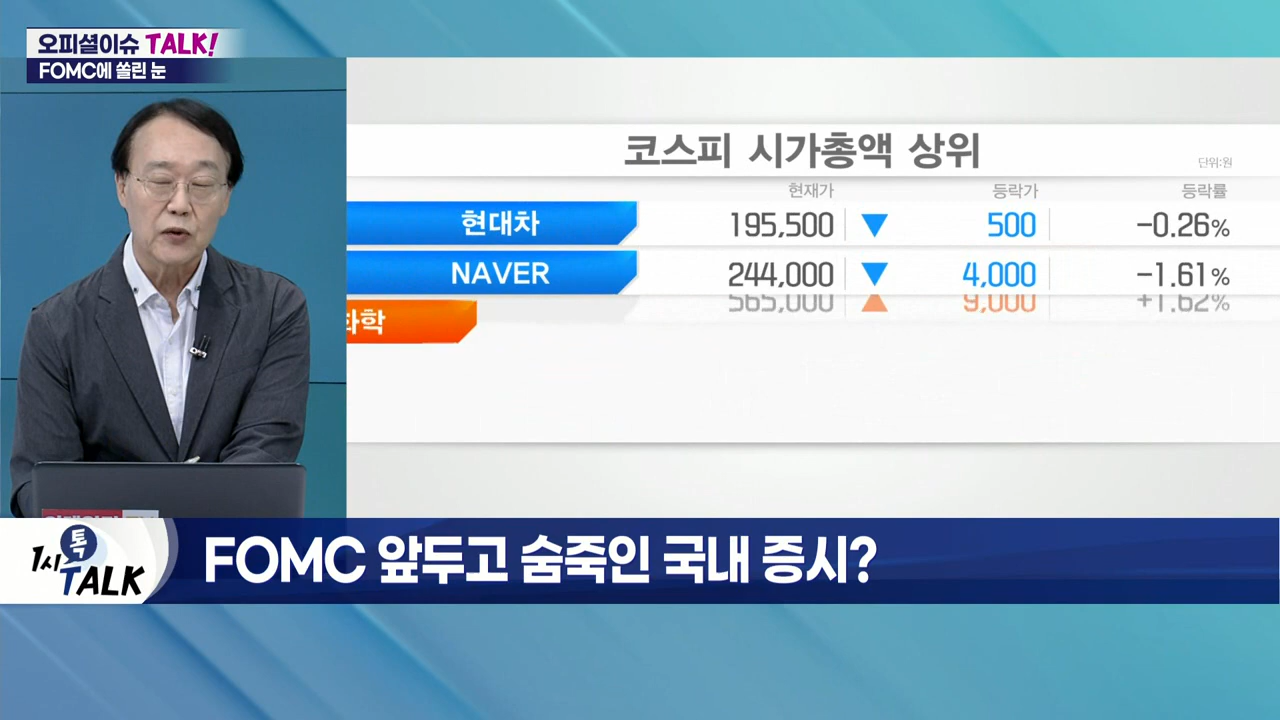 오피셜이슈 TALK!
FOMC에 쏠린 눈
코스피 시가총액 상위
단위:원
현재가 등락가 등락률
현대차 195,500 ▼ 500 -0.26%
NAVER 244,000 ▼ 4,000 -1.61%
화학 565,000 ▲ 9,000 +1.62%
1시 톡 TALK
FOMC 앞두고 숨죽인 국내 증시?